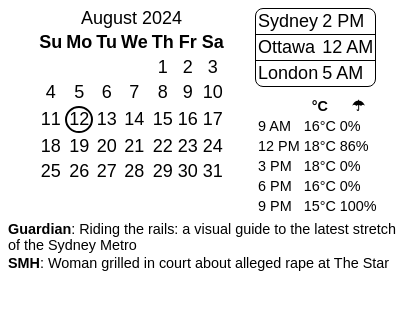 August 2024
Su Mo Tu We Th Fr Sa
1 2 3
4 5 6 7 8 9 10
11 12 13 14 15 16 17
18 19 20 21 22 23 24
25 26 27 28 29 30 31
Sydney 2 PM
Ottawa 12 AM
London 5 AM
°C ☂
9 AM 16°C 0%
12 PM 18°C 86%
3 PM 18°C 0%
6 PM 16°C 0%
9 PM 15°C 100%
Guardian: Riding the rails: a visual guide to the latest stretch
of the Sydney Metro
SMH: Woman grilled in court about alleged rape at The Star